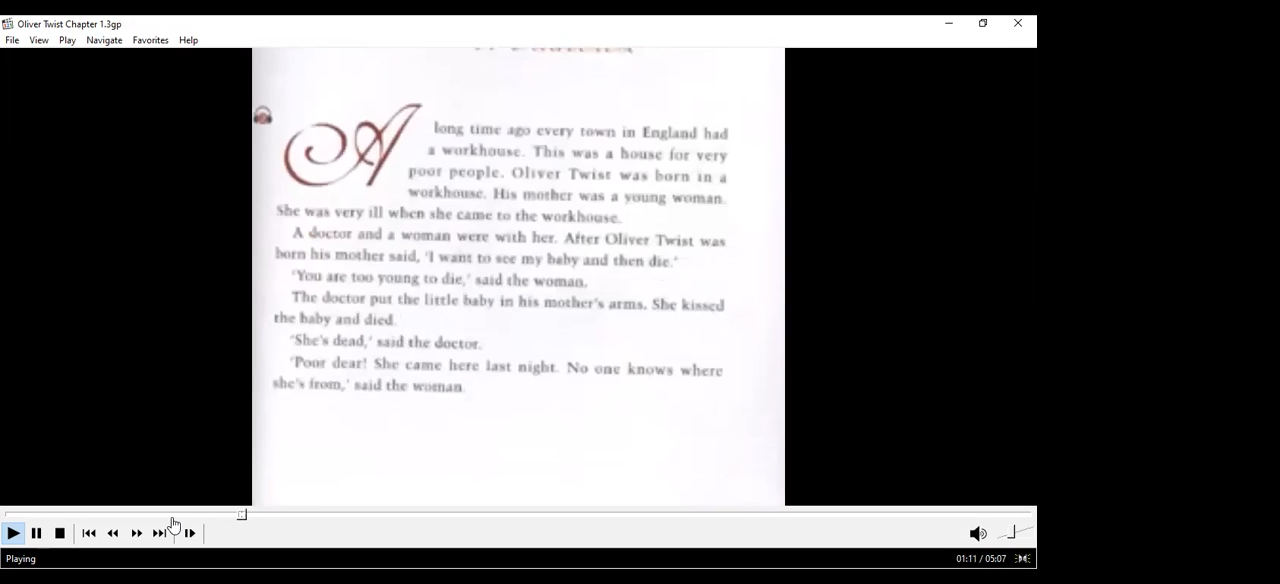 Oliver Twist Chapter 1.3gp
File View Play Navigate Favorites Help
A long time ago every town in England had
a workhouse. This was a house for very
poor people. Oliver Twist was born in a
workhouse. His mother was a young woman.
She was very ill when she came to the workhouse.
A doctor and a woman were with her. After Oliver Twist was
born his mother said, 'I want to see my baby and then die.'
'You are too young to die,' said the woman.
The doctor put the little baby in his mother's arms. She kissed
the baby and died.
'She's dead,' said the doctor.
'Poor dear! She came here last night. No one knows where
she's from,' said the woman.
Playing 01:11 / 05:07